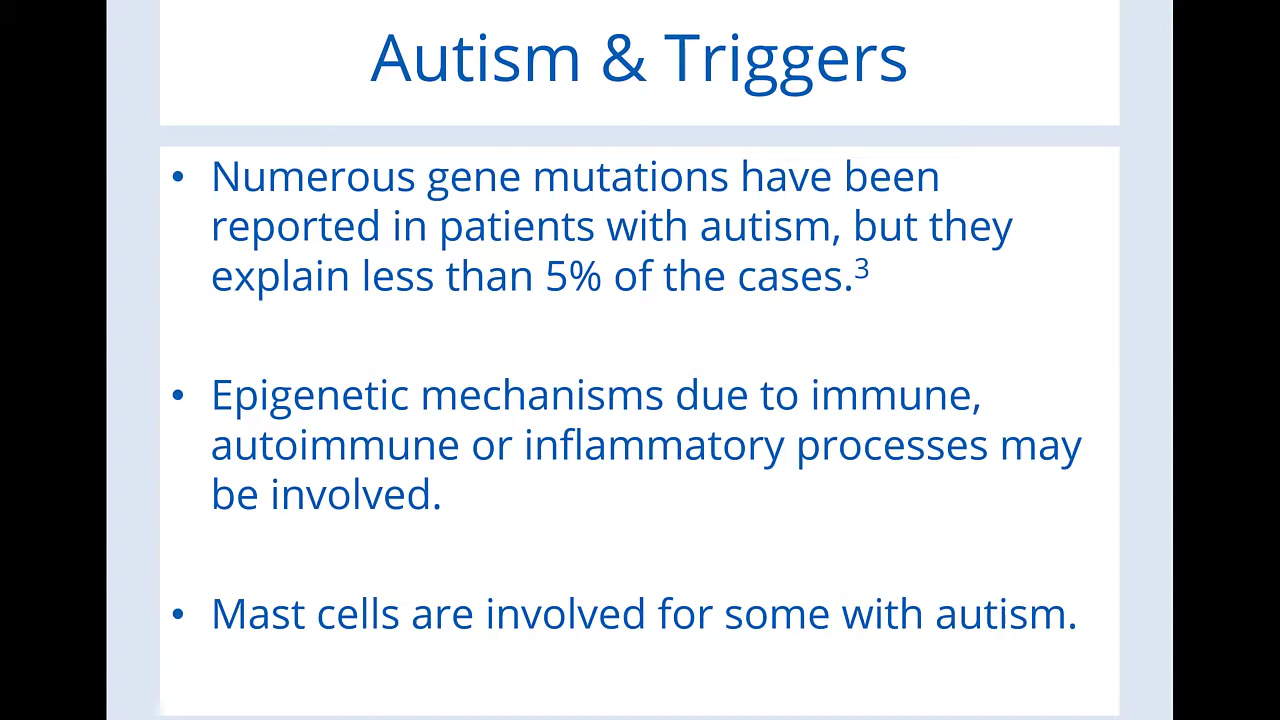 Autism & Triggers
• Numerous gene mutations have been
reported in patients with autism, but they
explain less than 5% of the cases.³
• Epigenetic mechanisms due to immune,
autoimmune or inflammatory processes may
be involved.
• Mast cells are involved for some with autism.